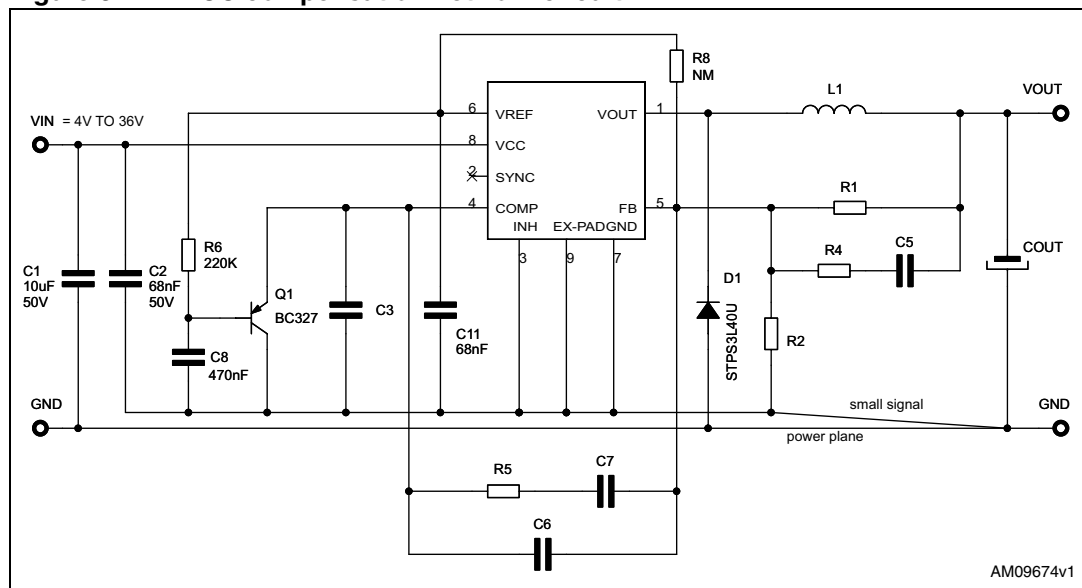 R8
NM
L1
VOUT
VIN = 4V TO 36V
6
VREF
VOUT
1
8
VCC
2
SYNC
4
COMP
FB
5
INH
EX-PAD
GND
3
9
7
R1
R4
C5
COUT
R6
220K
C1
10uF
50V
C2
68nF
50V
Q1
BC327
C3
C11
68nF
D1
STPS3L40U
R2
C8
470nF
GND
small signal
GND
power plane
R5
C7
C6
AM09674v1